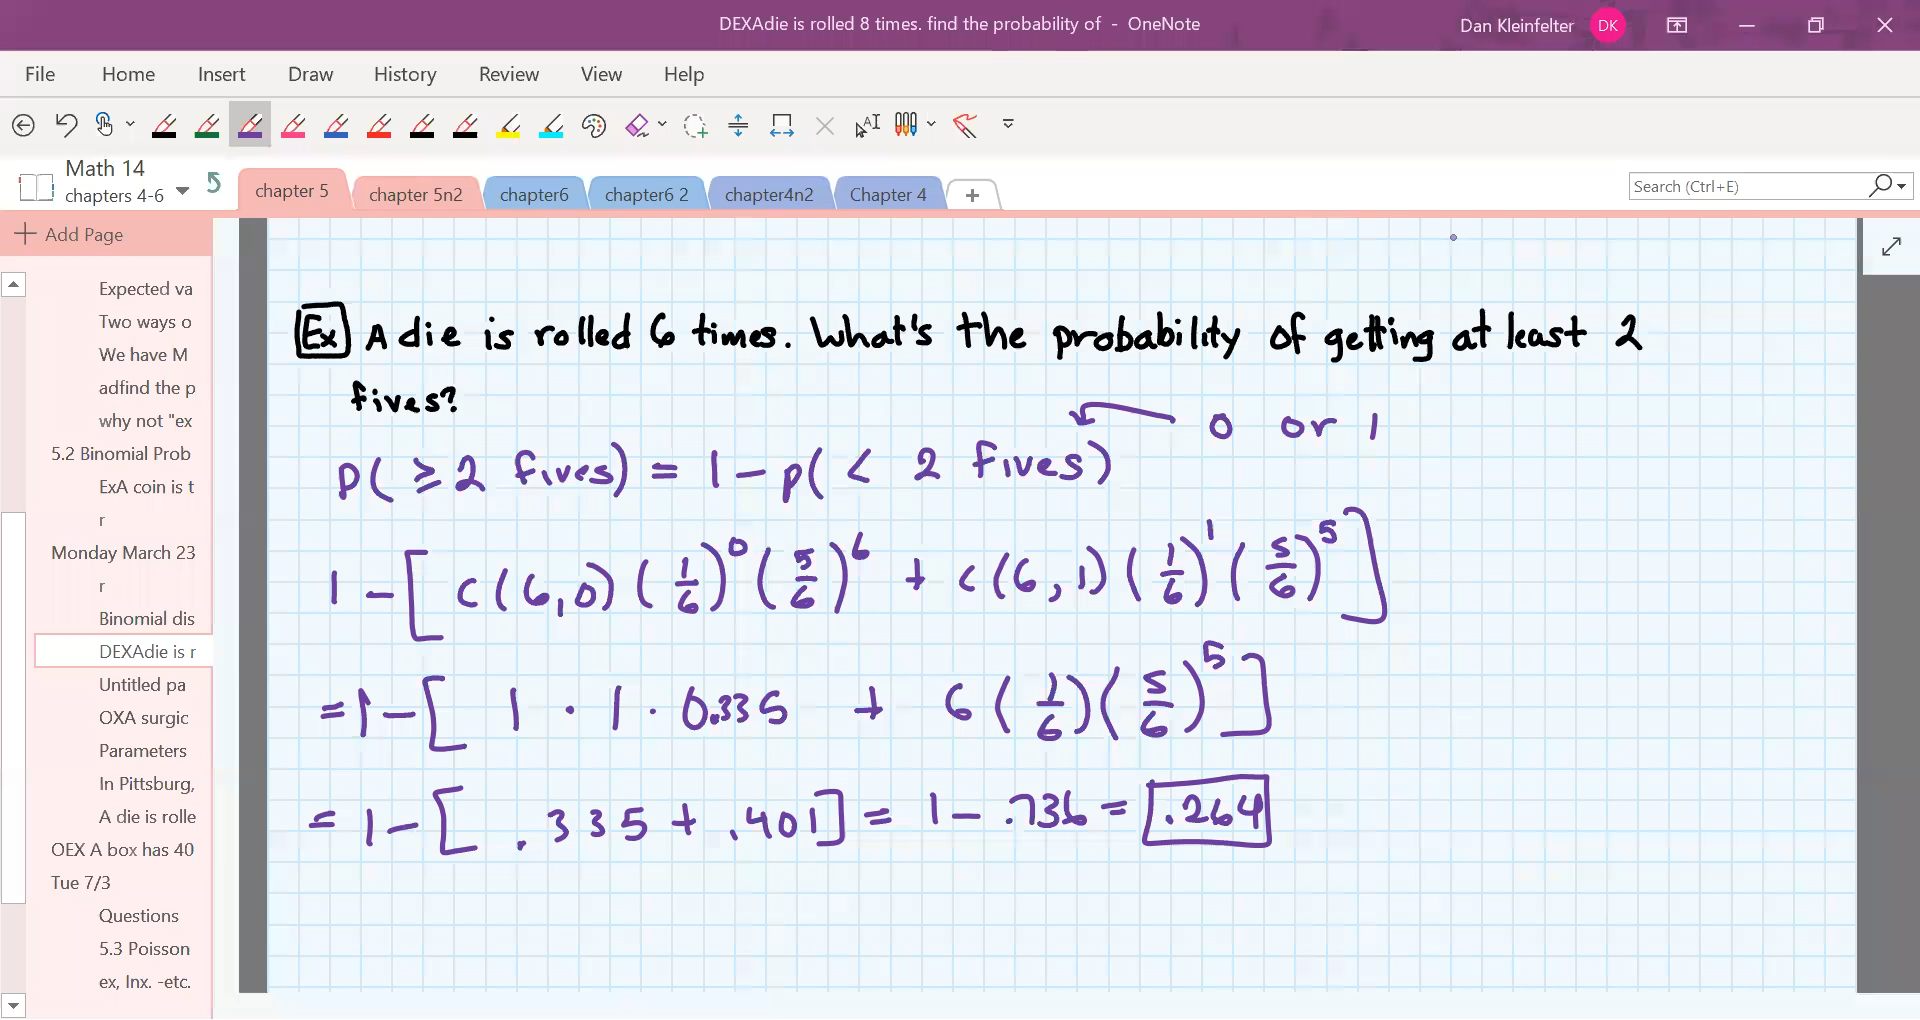 DEXAdie is rolled 8 times. find the probability of - OneNote
Dan Kleinfelter DK
File Home Insert Draw History Review View Help
Math 14
chapters 4-6
chapter 5 chapter 5n2 chapter6 chapter6 2 chapter4n2 Chapter 4 +
Search (Ctrl+E)
+ Add Page
Expected va
Two ways o
We have M
adfind the p
why not "ex
5.2 Binomial Prob
ExA coin is t
r
Monday March 23
r
Binomial dis
DEXAdie is r
Untitled pa
OXA surgic
Parameters
In Pittsburg,
A die is rolle
OEX A box has 40
Tue 7/3
Questions
5.3 Poisson
ex, Inx. -etc.
Ex A die is rolled 6 times. What's the probability of getting at least 2
fives?
0 or 1
P( ≥ 2 fives) = 1 - P( < 2 fives)
1 - [ C(6,0) (1/6)^0 (5/6)^6 + C(6,1) (1/6)^1 (5/6)^5 ]
= 1 - [ 1 · 1 · 0.335 + 6 (1/6) (5/6)^5 ]
= 1 - [ .335 + .401 ] = 1 - .736 = .264